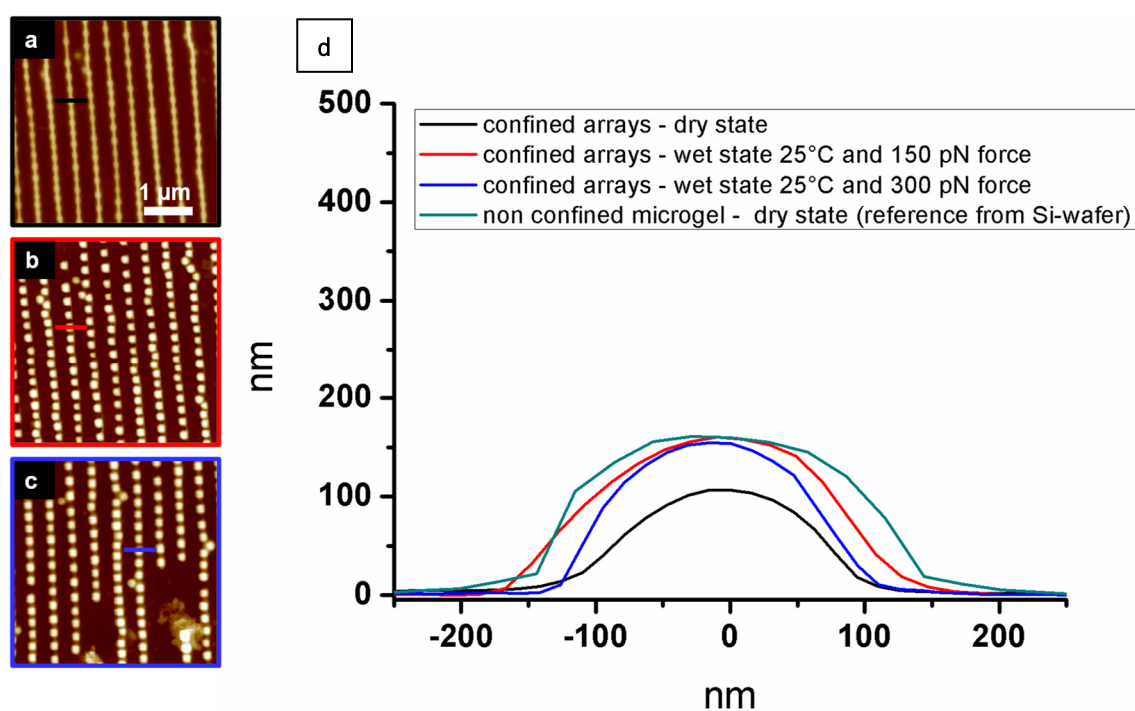 a
1 µm
b
c
d
500
400
300
200
100
0
nm
confined arrays - dry state
confined arrays - wet state 25°C and 150 pN force
confined arrays - wet state 25°C and 300 pN force
non confined microgel - dry state (reference from Si-wafer)
-200 -100 0 100 200
nm